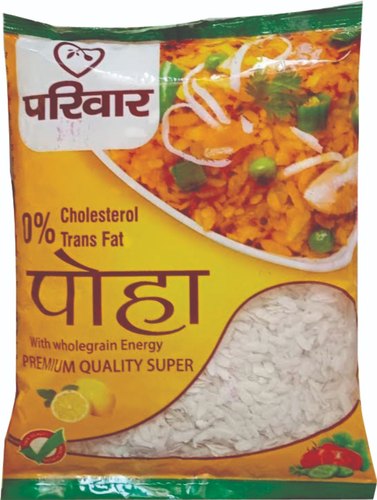 परिवार
0% Cholesterol
Trans Fat
पोहा
With wholegrain Energy
PREMIUM QUALITY SUPER